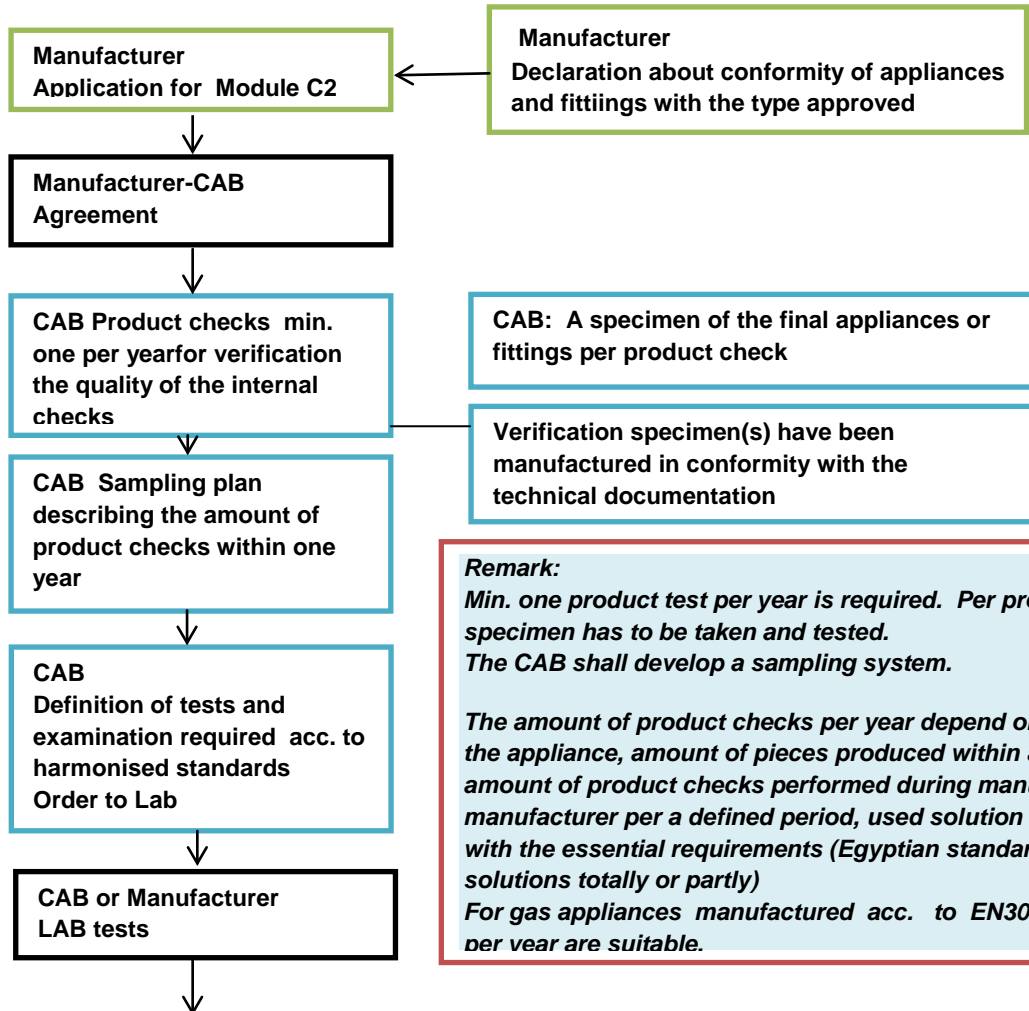 Manufacturer
Application for Module C2
Manufacturer
Declaration about conformity of appliances
and fittiings with the type approved
Manufacturer-CAB
Agreement
CAB Product checks min.
one per yearfor verification
the quality of the internal
checks
CAB: A specimen of the final appliances or
fittings per product check
Verification specimen(s) have been
manufactured in conformity with the
technical documentation
CAB Sampling plan
describing the amount of
product checks within one
year
CAB
Definition of tests and
examination required acc. to
harmonised standards
Order to Lab
CAB or Manufacturer
LAB tests
Remark:
Min. one product test per year is required. Per
specimen has to be taken and tested.
The CAB shall develop a sampling system.
The amount of product checks per year depend
the appliance, amount of pieces produced within
amount of product checks performed during
manufacturer per a defined period, used solution
with the essential requirements (Egyptian
solutions totally or partly)
For gas appliances manufactured acc. to
per year are suitable.